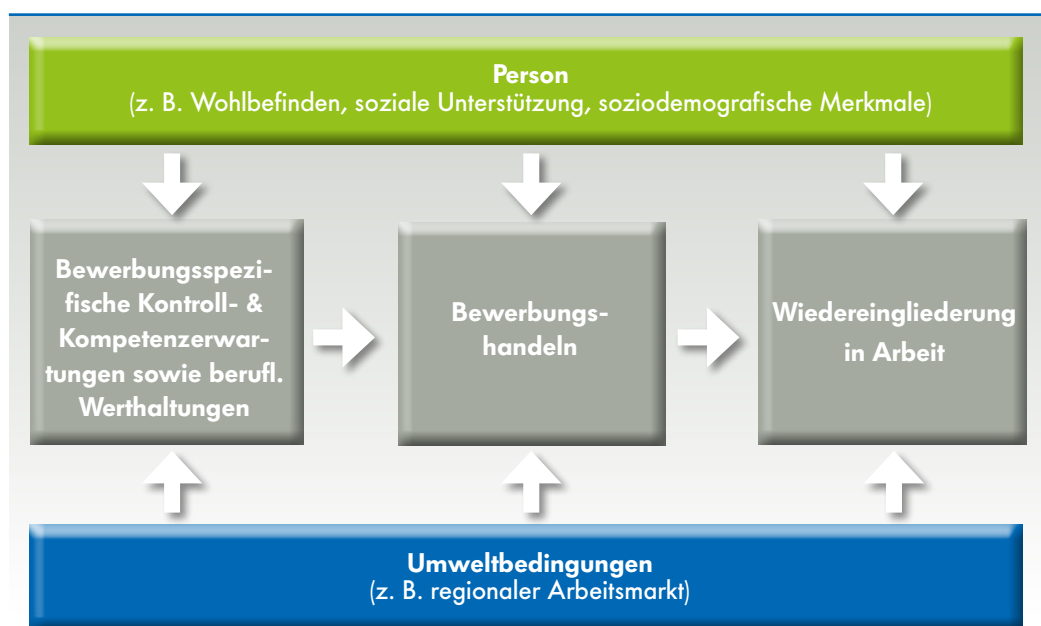 Person
(z. B. Wohlbefinden, soziale Unterstützung, soziodemografische Merkmale)
Bewerbungsspezi-
fische Kontroll- &
Kompetenzerwar-
tungen sowie berufl.
Werthaltungen
Bewerbungs-
handeln
Wiedereingliederung
in Arbeit
Umweltbedingungen
(z. B. regionaler Arbeitsmarkt)